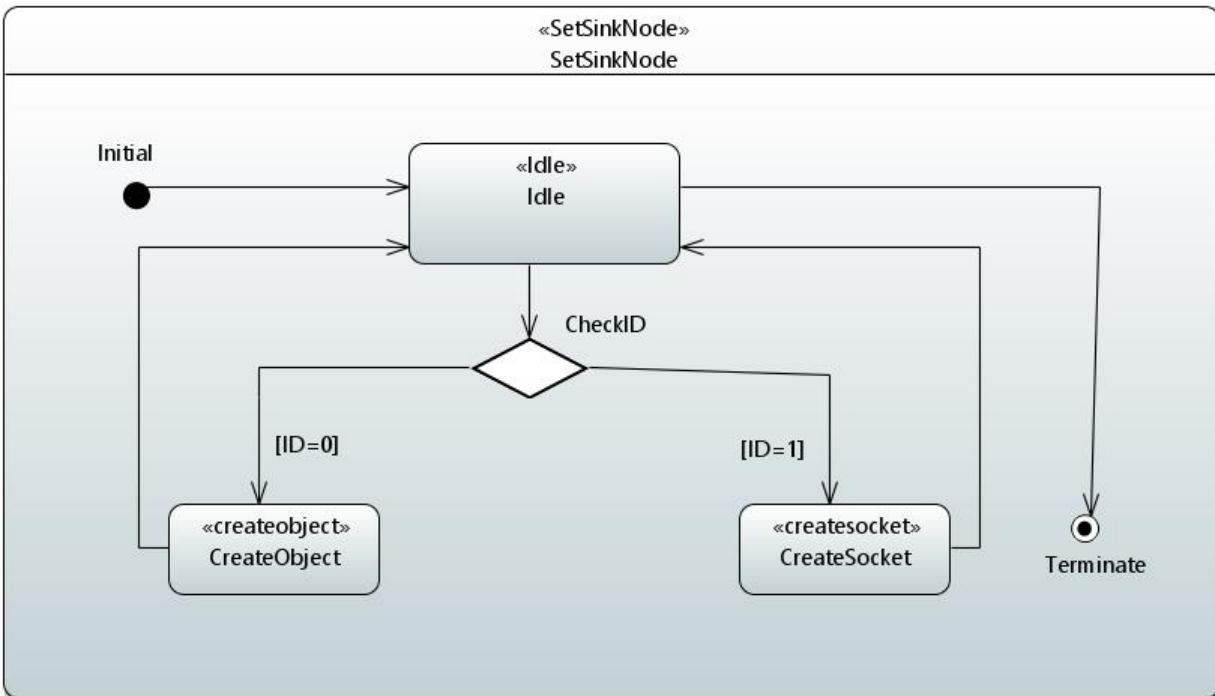 «SetSinkNode»
SetSinkNode
Initial
«Idle»
Idle
CheckID
[ID=0]
[ID=1]
«createobject»
CreateObject
«createsocket»
CreateSocket
Terminate